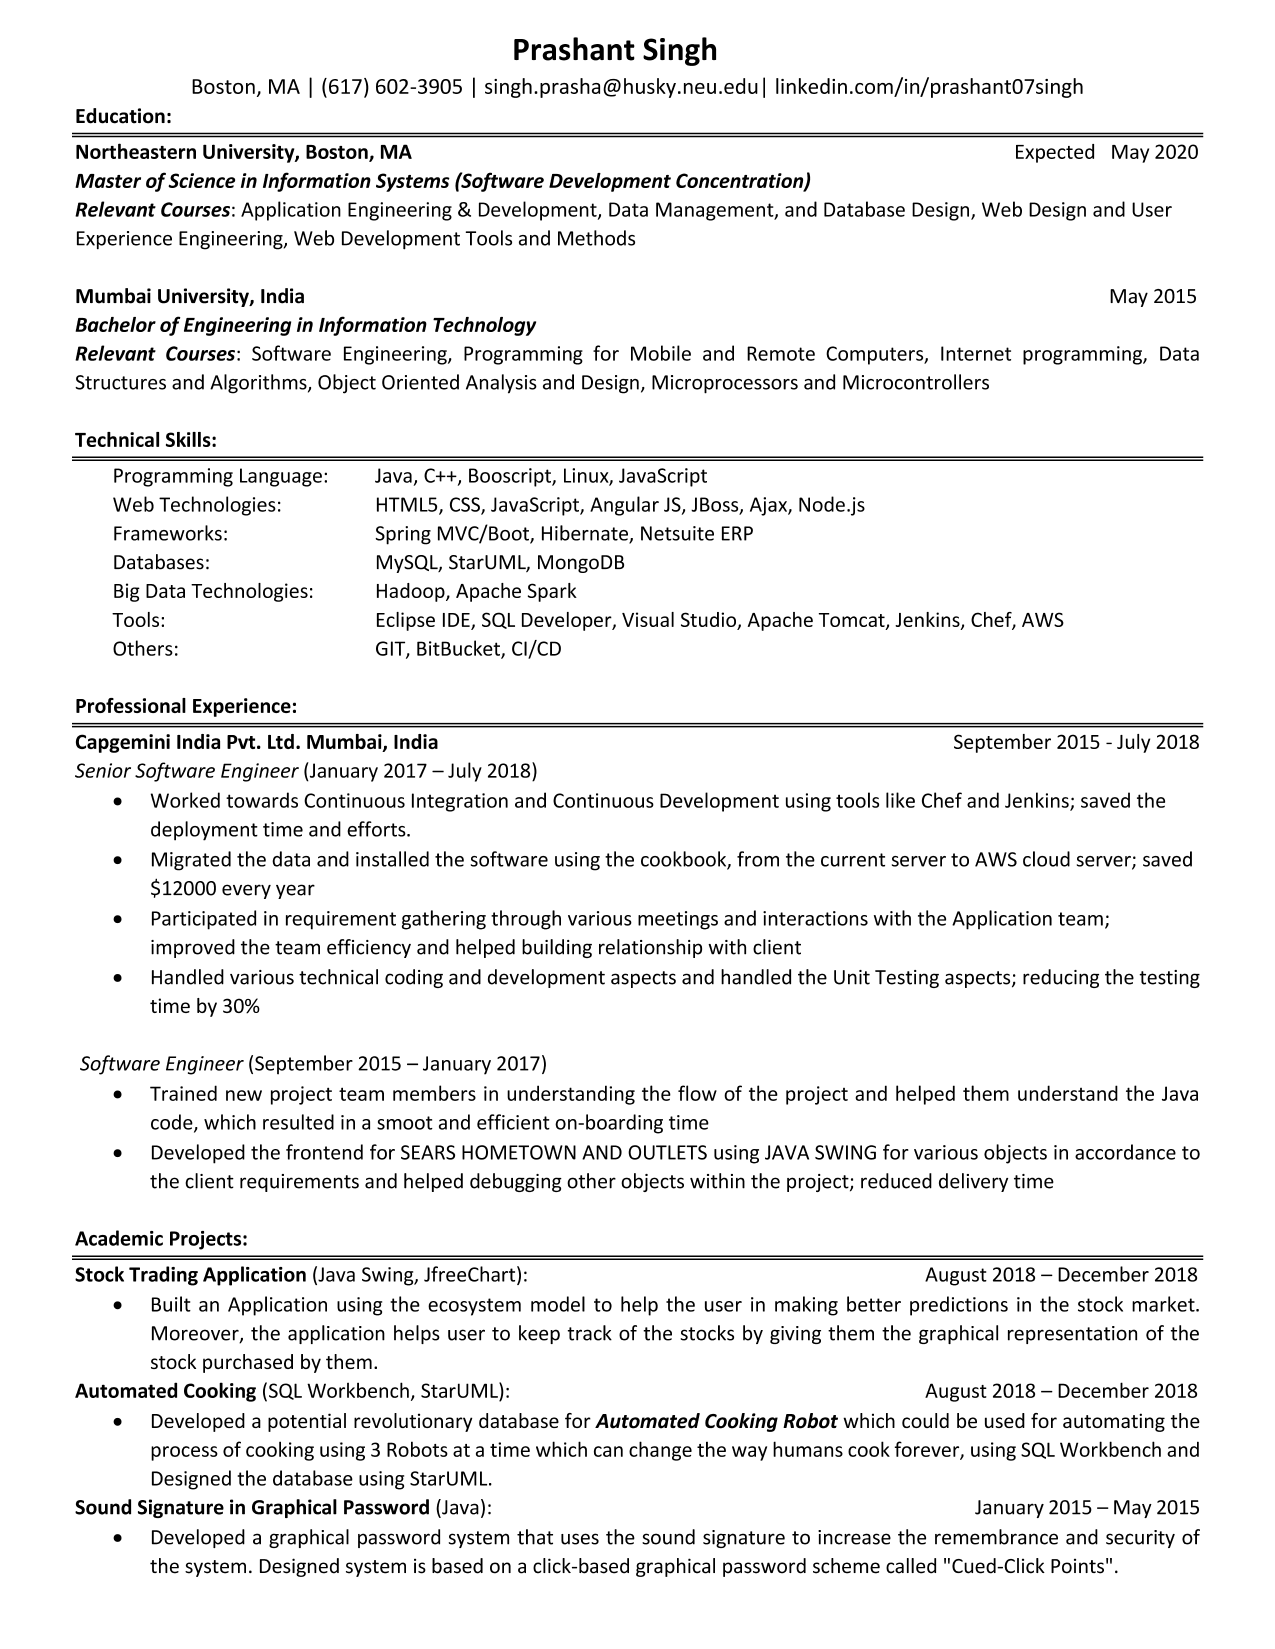 Prashant Singh
Boston, MA | (617) 602-3905 | singh.prasha@husky.neu.edu| linkedin.com/in/prashant07singh
Education:
Northeastern University, Boston, MA Expected May 2020
Master of Science in Information Systems (Software Development Concentration)
Relevant Courses: Application Engineering & Development, Data Management, and Database Design, Web Design and User
Experience Engineering, Web Development Tools and Methods
Mumbai University, India May 2015
Bachelor of Engineering in Information Technology
Relevant Courses: Software Engineering, Programming for Mobile and Remote Computers, Internet programming, Data
Structures and Algorithms, Object Oriented Analysis and Design, Microprocessors and Microcontrollers
Technical Skills:
Programming Language: Java, C++, Booscript, Linux, JavaScript
Web Technologies: HTML5, CSS, JavaScript, Angular JS, JBoss, Ajax, Node.js
Frameworks: Spring MVC/Boot, Hibernate, Netsuite ERP
Databases: MySQL, StarUML, MongoDB
Big Data Technologies: Hadoop, Apache Spark
Tools: Eclipse IDE, SQL Developer, Visual Studio, Apache Tomcat, Jenkins, Chef, AWS
Others: GIT, BitBucket, CI/CD
Professional Experience:
Capgemini India Pvt. Ltd. Mumbai, India September 2015 - July 2018
Senior Software Engineer (January 2017 – July 2018)
• Worked towards Continuous Integration and Continuous Development using tools like Chef and Jenkins; saved the
deployment time and efforts.
• Migrated the data and installed the software using the cookbook, from the current server to AWS cloud server; saved
$12000 every year
• Participated in requirement gathering through various meetings and interactions with the Application team;
improved the team efficiency and helped building relationship with client
• Handled various technical coding and development aspects and handled the Unit Testing aspects; reducing the testing
time by 30%
Software Engineer (September 2015 – January 2017)
• Trained new project team members in understanding the flow of the project and helped them understand the Java
code, which resulted in a smoot and efficient on-boarding time
• Developed the frontend for SEARS HOMETOWN AND OUTLETS using JAVA SWING for various objects in accordance to
the client requirements and helped debugging other objects within the project; reduced delivery time
Academic Projects:
Stock Trading Application (Java Swing, JfreeChart): August 2018 – December 2018
• Built an Application using the ecosystem model to help the user in making better predictions in the stock market.
Moreover, the application helps user to keep track of the stocks by giving them the graphical representation of the
stock purchased by them.
Automated Cooking (SQL Workbench, StarUML): August 2018 – December 2018
• Developed a potential revolutionary database for Automated Cooking Robot which could be used for automating the
process of cooking using 3 Robots at a time which can change the way humans cook forever, using SQL Workbench and
Designed the database using StarUML.
Sound Signature in Graphical Password (Java): January 2015 – May 2015
• Developed a graphical password system that uses the sound signature to increase the remembrance and security of
the system. Designed system is based on a click-based graphical password scheme called "Cued-Click Points".